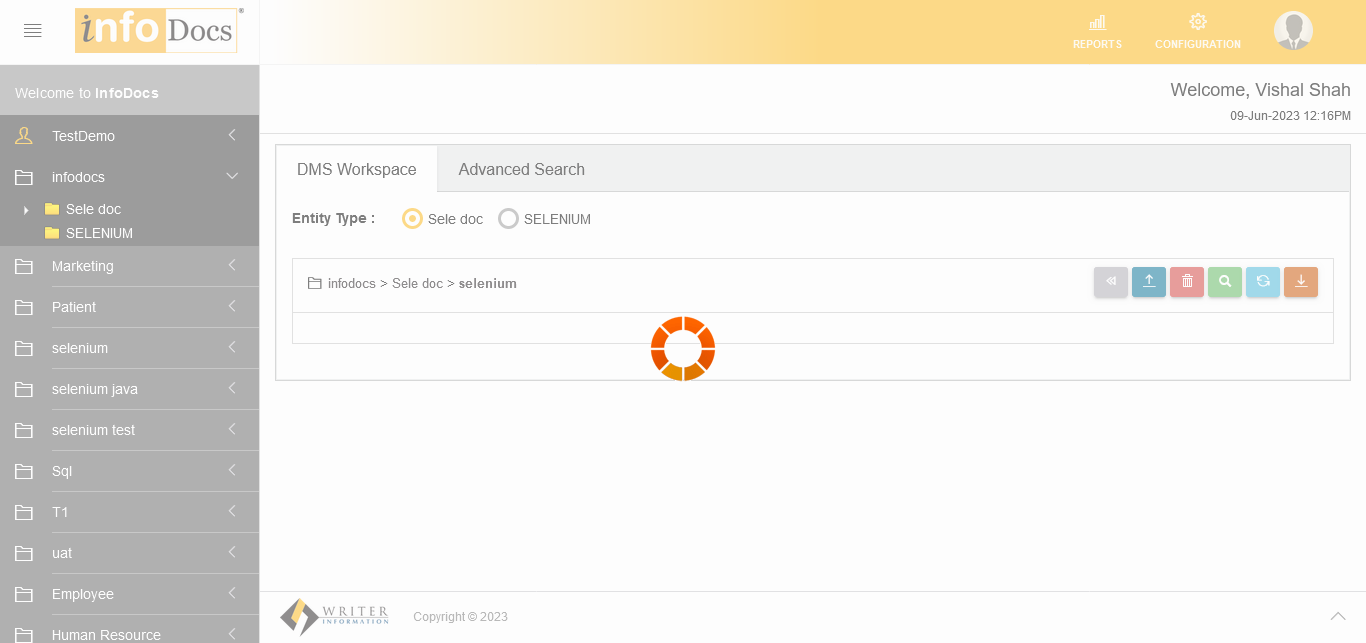 info Docs ®
REPORTS
CONFIGURATION
Welcome to InfoDocs
Welcome, Vishal Shah
09-Jun-2023 12:16PM
TestDemo
infodocs
Sele doc
SELENIUM
Marketing
Patient
selenium
selenium java
selenium test
Sql
T1
uat
Employee
Human Resource
DMS Workspace
Advanced Search
Entity Type : Sele doc SELENIUM
infodocs > Sele doc > selenium
WRITER
INFORMATION
Copyright © 2023